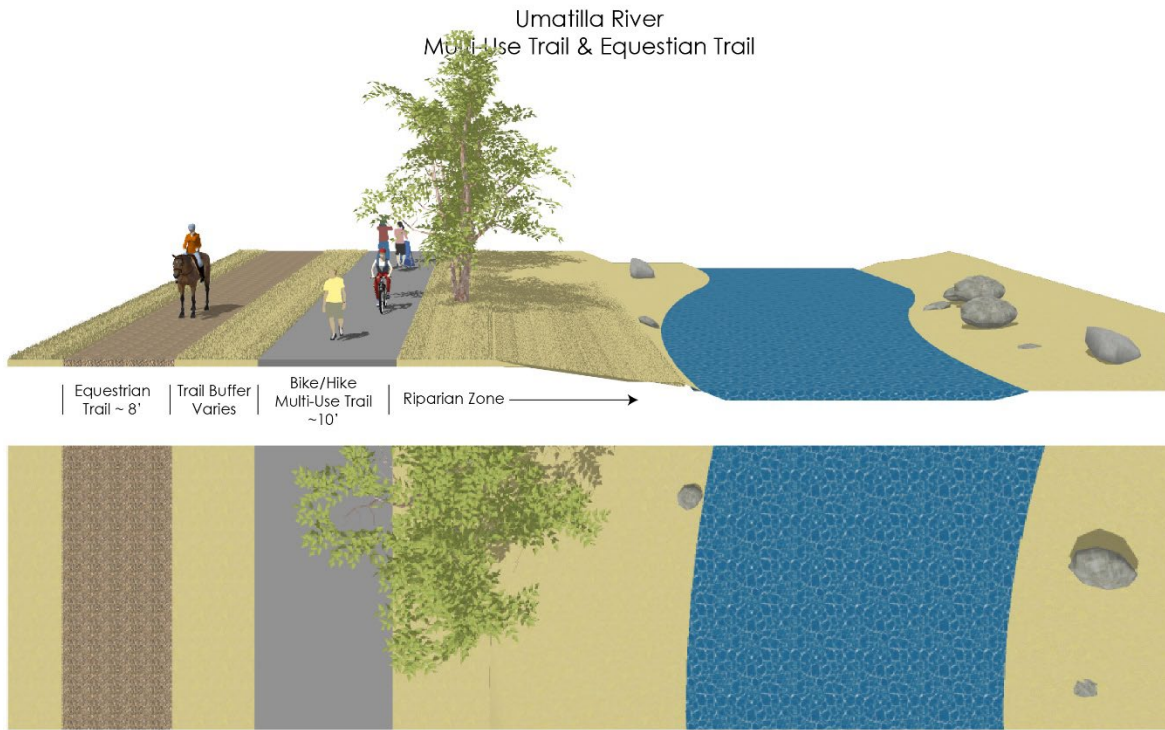 Umatilla River
Multi-Use Trail & Equestian Trail
Equestrian
Trail ~ 8'
Trail Buffer
Varies
Bike/Hike
Multi-Use Trail
~10'
Riparian Zone